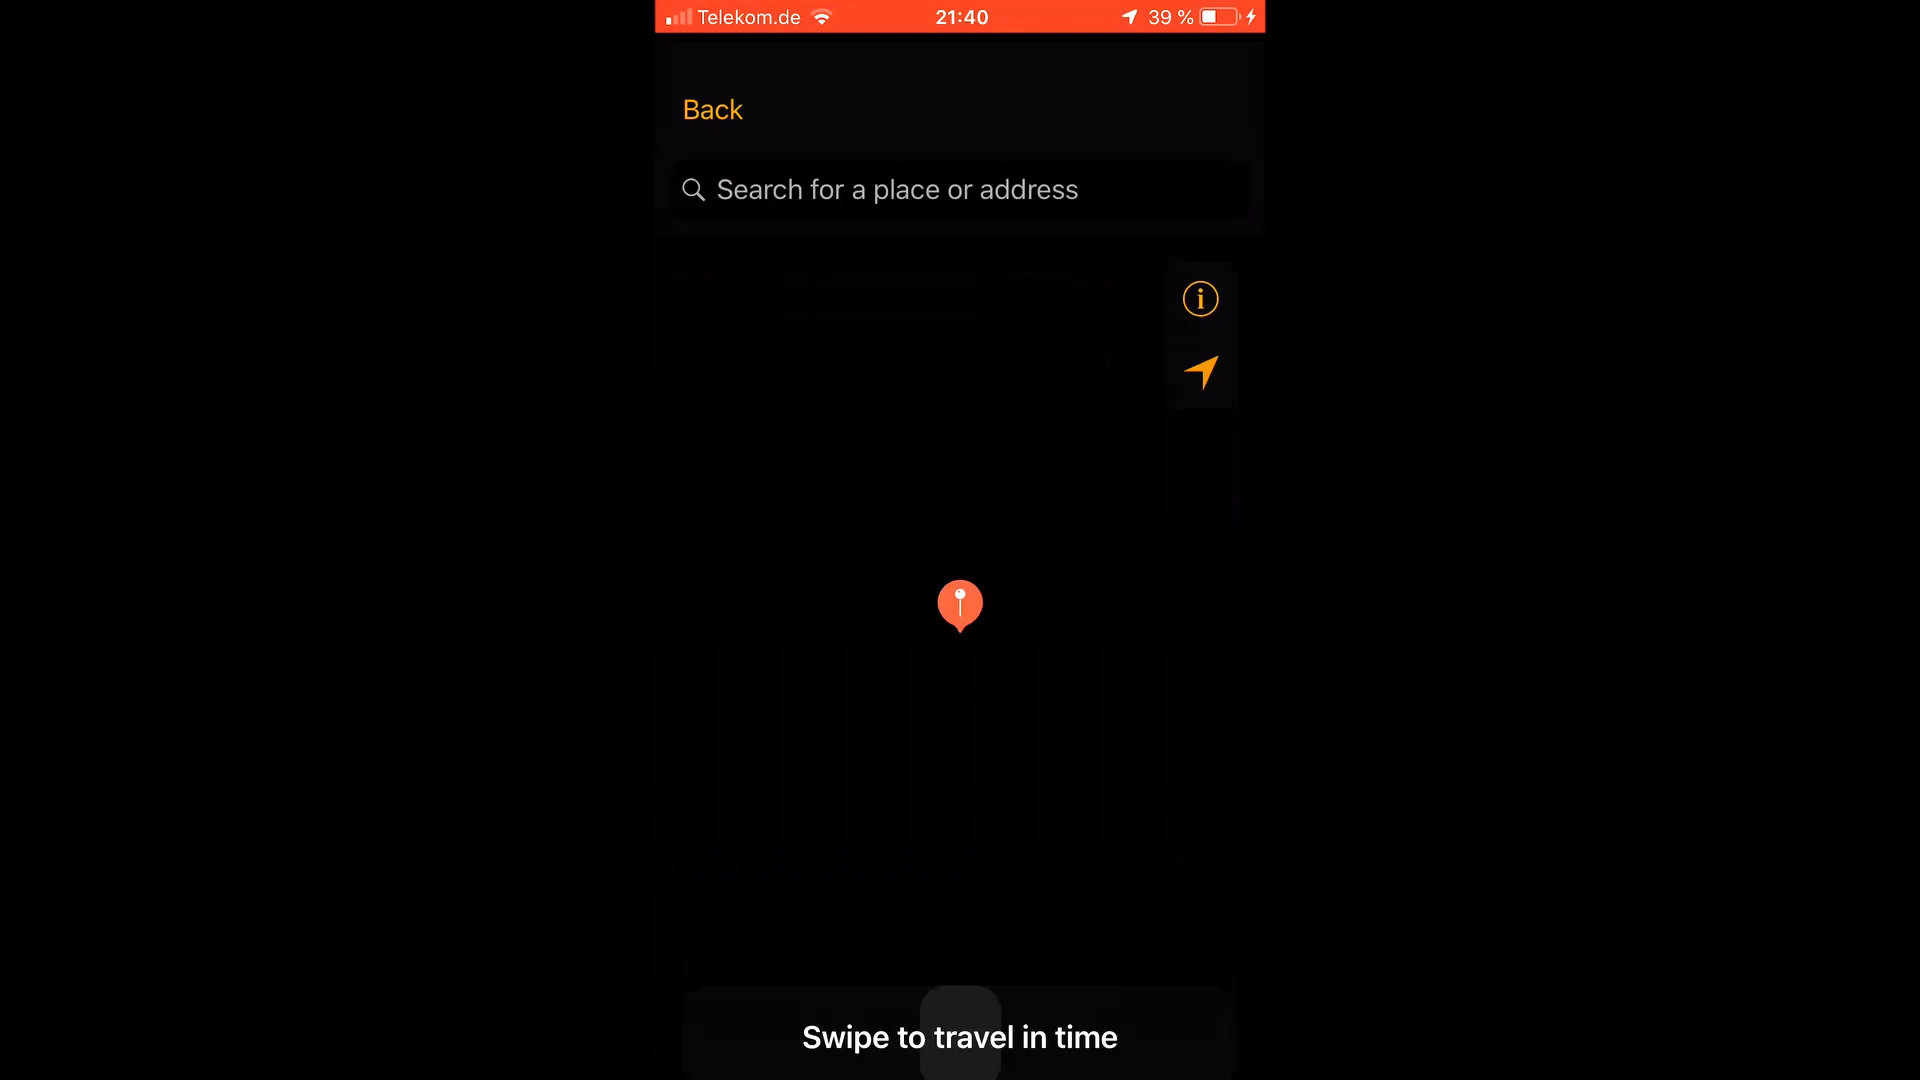 Telekom.de 21:40 39 %
Back
Search for a place or address
Swipe to travel in time